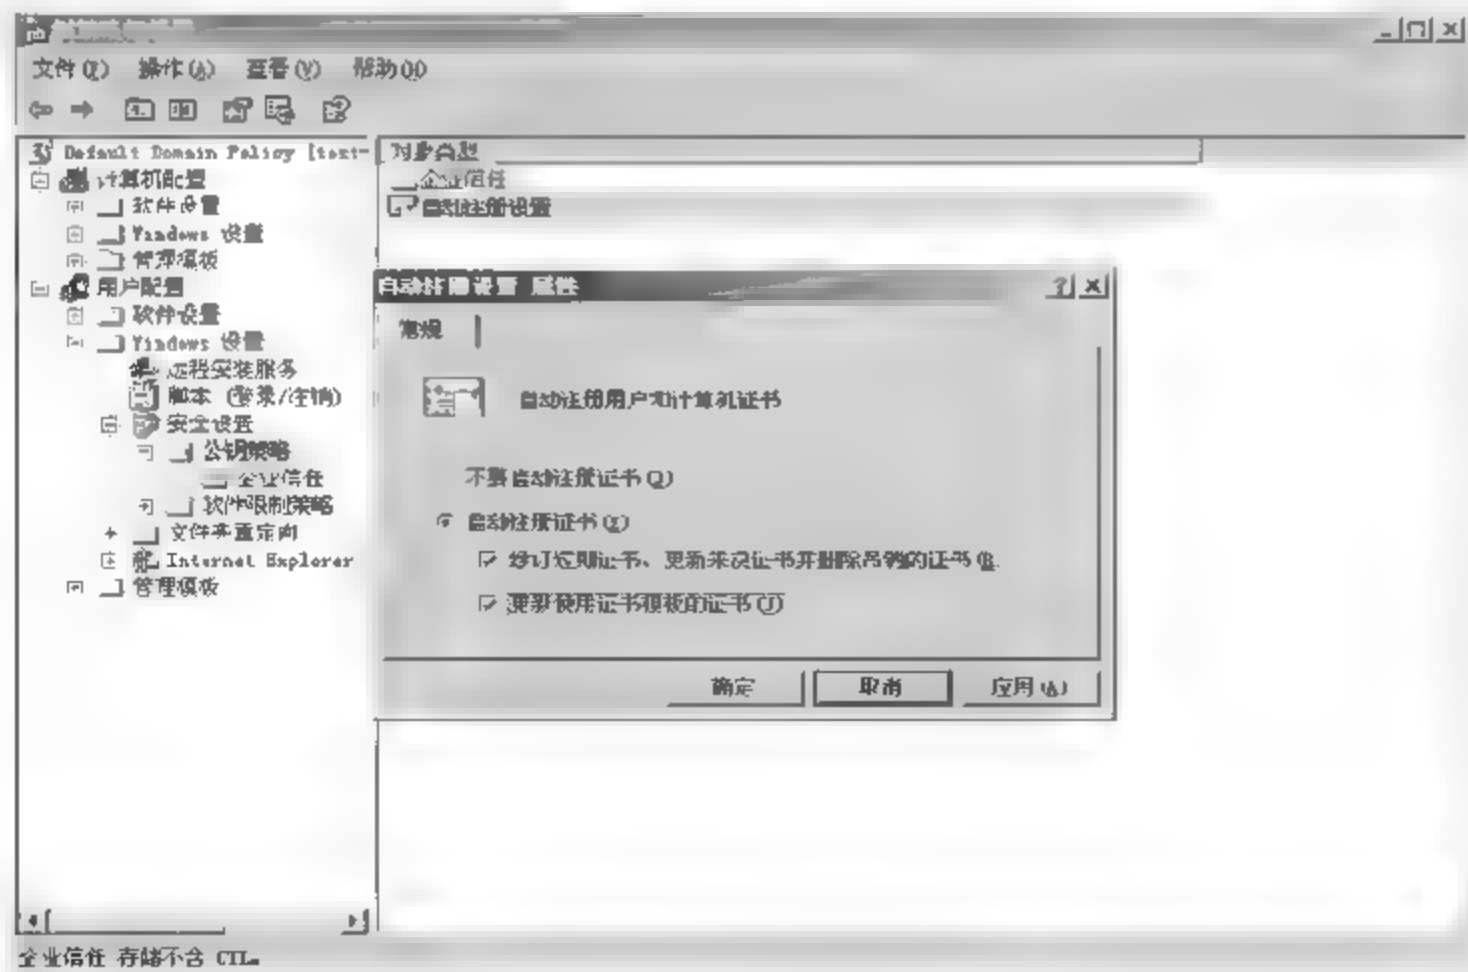 文件(F) 操作(A) 查看(V) 帮助(H)
Default Domain Policy [test-
计算机配置
软件设置
Windows 设置
管理模板
用户配置
软件设置
Windows 设置
远程安装服务
脚本 (登录/注销)
安全设置
公钥策略
企业信任
软件限制策略
文件夹重定向
Internet Explorer
管理模板
对象类型
企业信任
自动注册设置
自动注册设置 属性
常规
自动注册用户和计算机证书
不要自动注册证书(Q)
自动注册证书(E)
续订过期证书、更新未决证书并删除吊销的证书(R
更新使用证书模板的证书(U)
确定 取消 应用(A)
企业信任 存储不含 CTL。